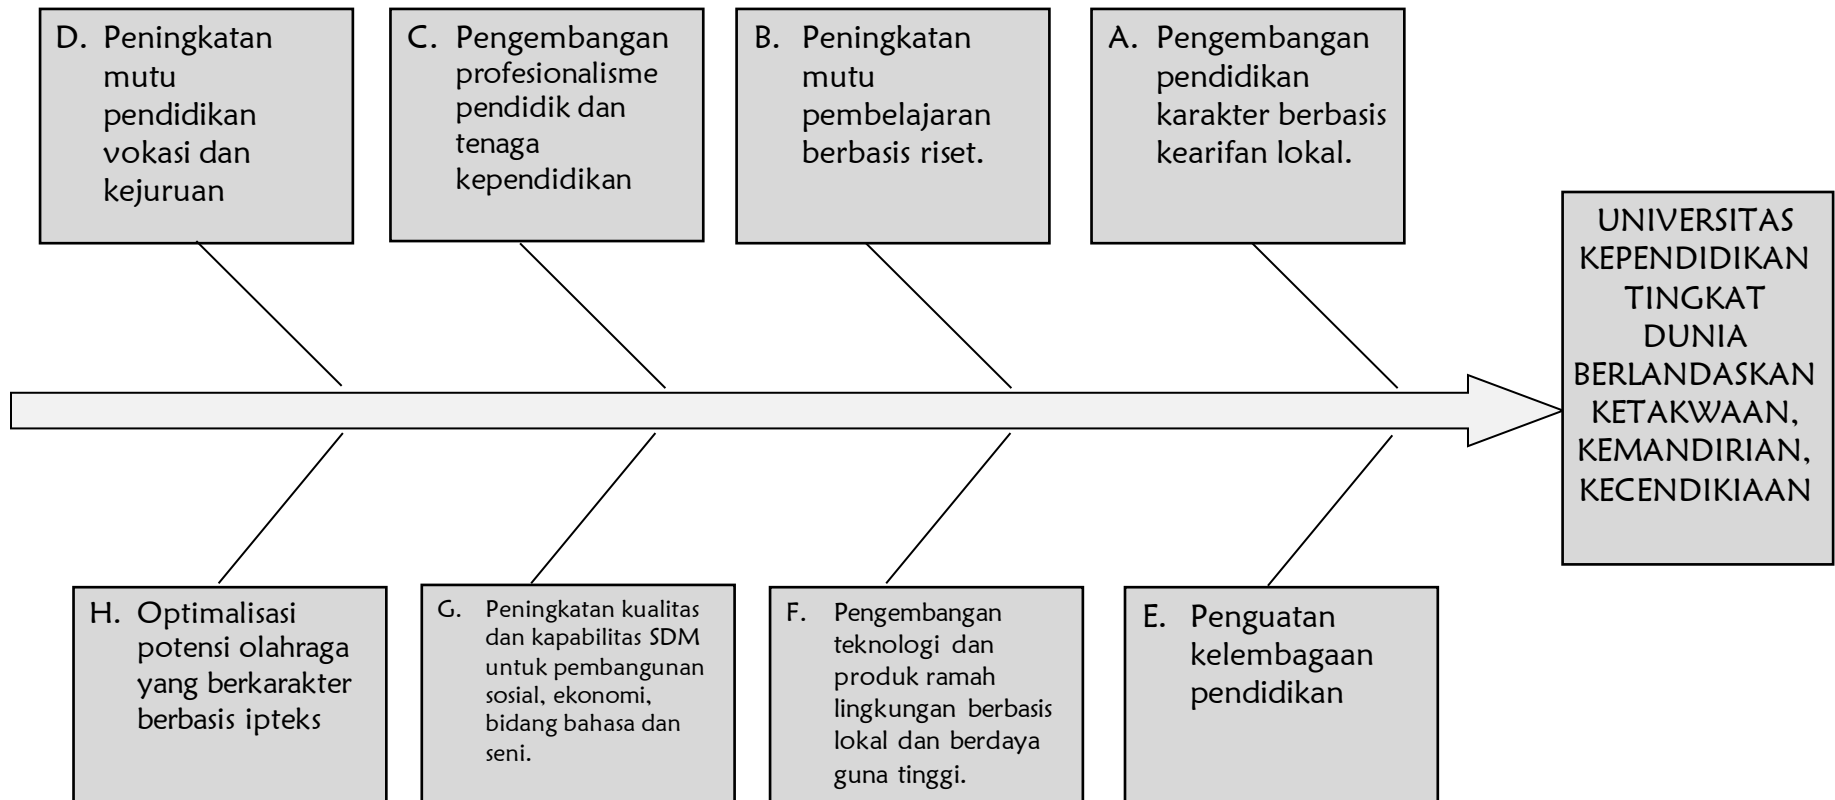 D. Peningkatan
mutu
pendidikan
vokasi dan
kejuruan
C. Pengembangan
profesionalisme
pendidik dan
tenaga
kependidikan
B. Peningkatan
mutu
pembelajaran
berbasis riset.
A. Pengembangan
pendidikan
karakter berbasis
kearifan lokal.
UNIVERSITAS
KEPENDIDIKAN
TINGKAT
DUNIA
BERLANDASKAN
KETAKWAAN,
KEMANDIRIAN,
KECENDIKIAAN
H. Optimalisasi
potensi olahraga
yang berkarakter
berbasis ipteks
G. Peningkatan kualitas
dan kapabilitas SDM
untuk pembangunan
sosial, ekonomi,
bidang bahasa dan
seni.
F. Pengembangan
teknologi dan
produk ramah
lingkungan berbasis
lokal dan berdaya
guna tinggi.
E. Penguatan
kelembagaan
pendidikan